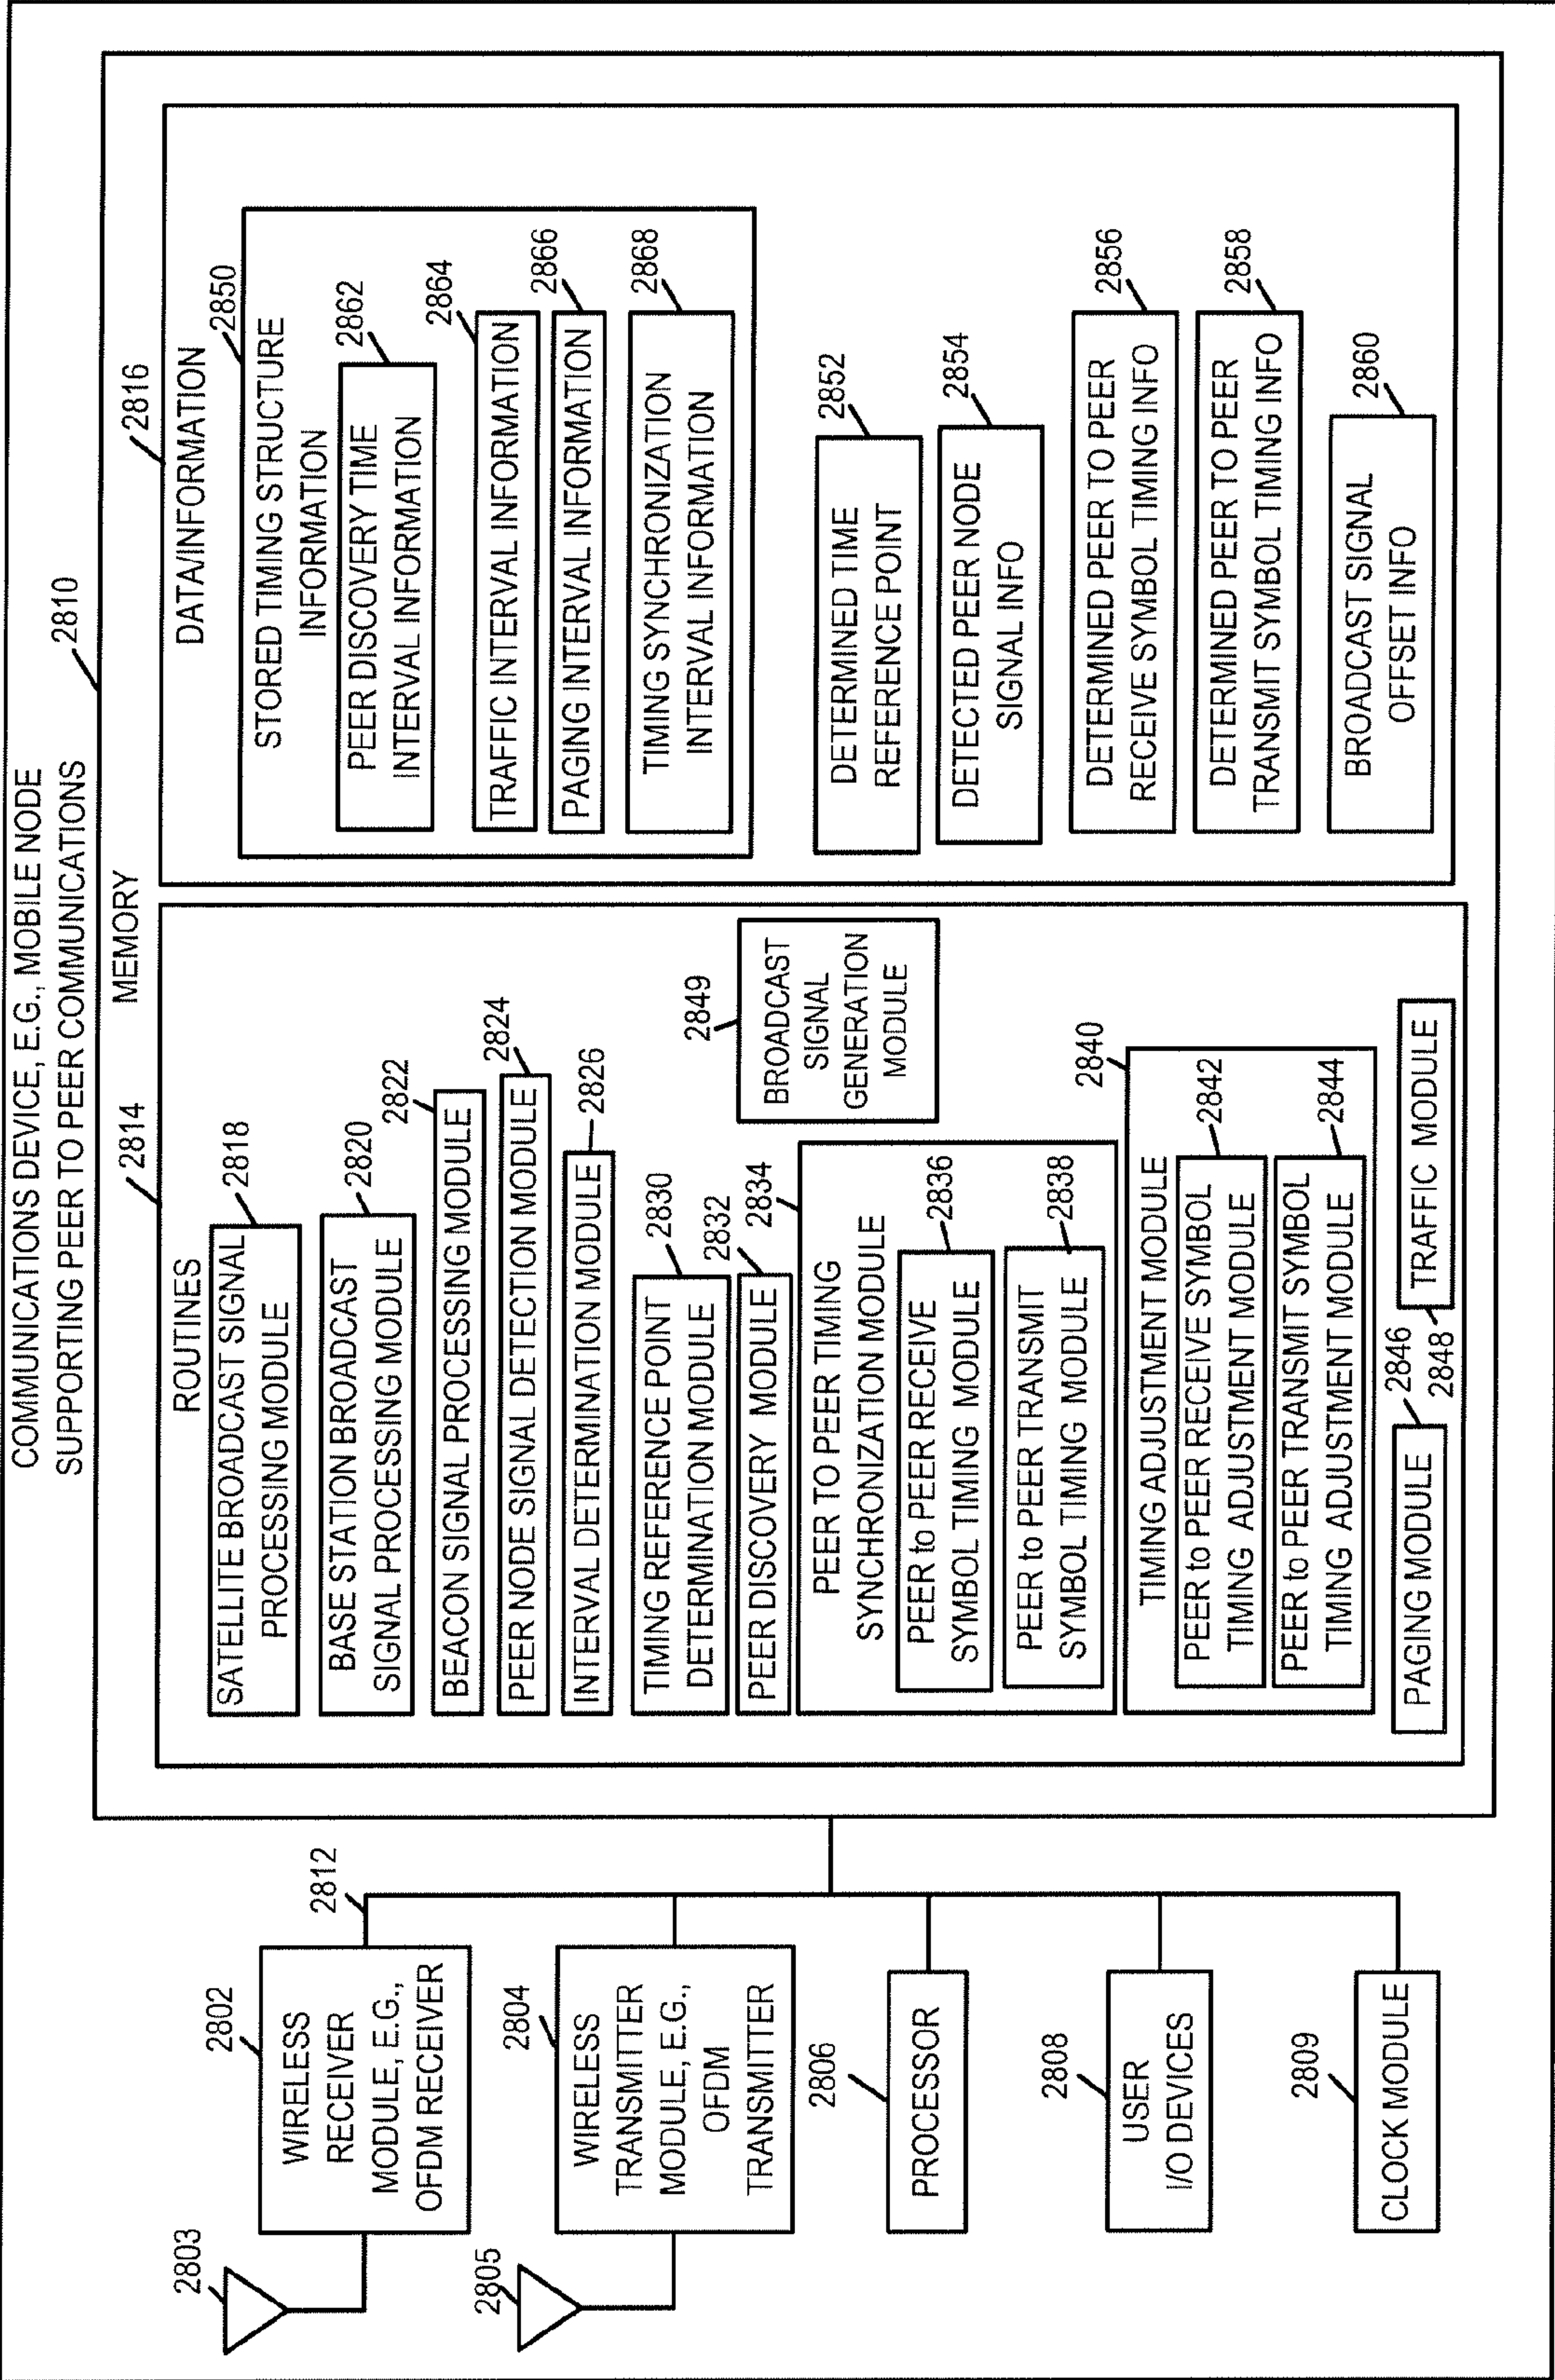 COMMUNICATIONS DEVICE, E.G., MOBILE NODE
SUPPORTING PEER TO PEER COMMUNICATIONS
2810
2803
2802
WIRELESS
RECEIVER
MODULE, E.G.,
OFDM RECEIVER
2812
2805
2804
WIRELESS
TRANSMITTER
MODULE, E.G.,
OFDM
TRANSMITTER
2806
PROCESSOR
2808
USER
I/O DEVICES
2809
CLOCK MODULE
MEMORY
2814
ROUTINES
SATELLITE BROADCAST SIGNAL
PROCESSING MODULE
2818
BASE STATION BROADCAST
SIGNAL PROCESSING MODULE
2820
BEACON SIGNAL PROCESSING MODULE
2822
PEER NODE SIGNAL DETECTION MODULE
2824
INTERVAL DETERMINATION MODULE
2826
TIMING REFERENCE POINT
DETERMINATION MODULE
2830
PEER DISCOVERY MODULE
2832
2834
PEER TO PEER TIMING
SYNCHRONIZATION MODULE
PEER to PEER RECEIVE
SYMBOL TIMING MODULE
2836
PEER to PEER TRANSMIT
SYMBOL TIMING MODULE
2838
2849
BROADCAST
SIGNAL
GENERATION
MODULE
2840
TIMING ADJUSTMENT MODULE
PEER to PEER RECEIVE SYMBOL
TIMING ADJUSTMENT MODULE
2842
PEER to PEER TRANSMIT SYMBOL
TIMING ADJUSTMENT MODULE
2844
PAGING MODULE
2846
2848
TRAFFIC MODULE
2816
DATA/INFORMATION
2850
STORED TIMING STRUCTURE
INFORMATION
2862
PEER DISCOVERY TIME
INTERVAL INFORMATION
2864
TRAFFIC INTERVAL INFORMATION
2866
PAGING INTERVAL INFORMATION
2868
TIMING SYNCHRONIZATION
INTERVAL INFORMATION
2852
DETERMINED TIME
REFERENCE POINT
2854
DETECTED PEER NODE
SIGNAL INFO
2856
DETERMINED PEER TO PEER
RECEIVE SYMBOL TIMING INFO
2858
DETERMINED PEER TO PEER
TRANSMIT SYMBOL TIMING INFO
2860
BROADCAST SIGNAL
OFFSET INFO